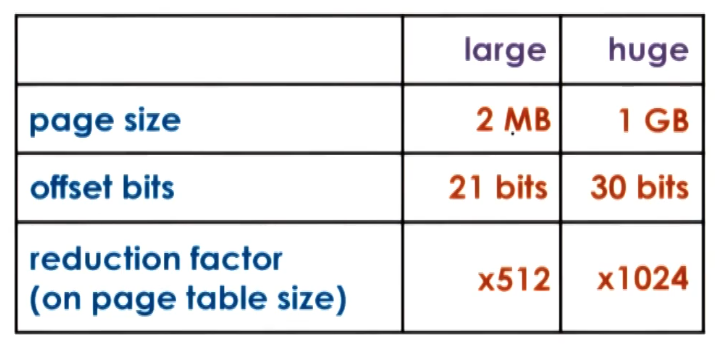 large huge
page size 2 MB 1 GB
offset bits 21 bits 30 bits
reduction factor
(on page table size) x512 x1024